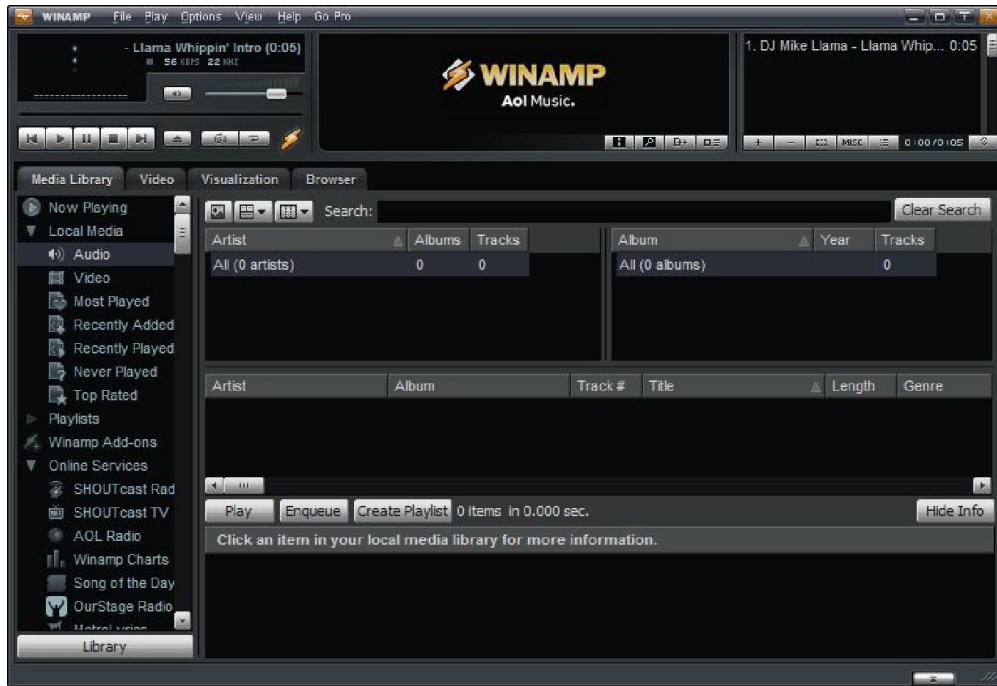 WINAMP File Play Options View Help Go Pro
- Llama Whippin' Intro (0:05)
56 KBPS 22 KHZ
WINAMP
Aol Music.
1. DJ Mike Llama - Llama Whip... 0:05
MISC 0:00/0:05
Media Library Video Visualization Browser
Now Playing
Local Media
Audio
Video
Most Played
Recently Added
Recently Played
Never Played
Top Rated
Playlists
Winamp Add-ons
Online Services
SHOUTcast Rad
SHOUTcast TV
AOL Radio
Winamp Charts
Song of the Day
OurStage Radio
Library
Search: Clear Search
Artist Albums Tracks
All (0 artists) 0 0
Album Year Tracks
All (0 albums) 0
Artist Album Track # Title Length Genre
Play Enqueue Create Playlist 0 items in 0.000 sec. Hide Info
Click an item in your local media library for more information.